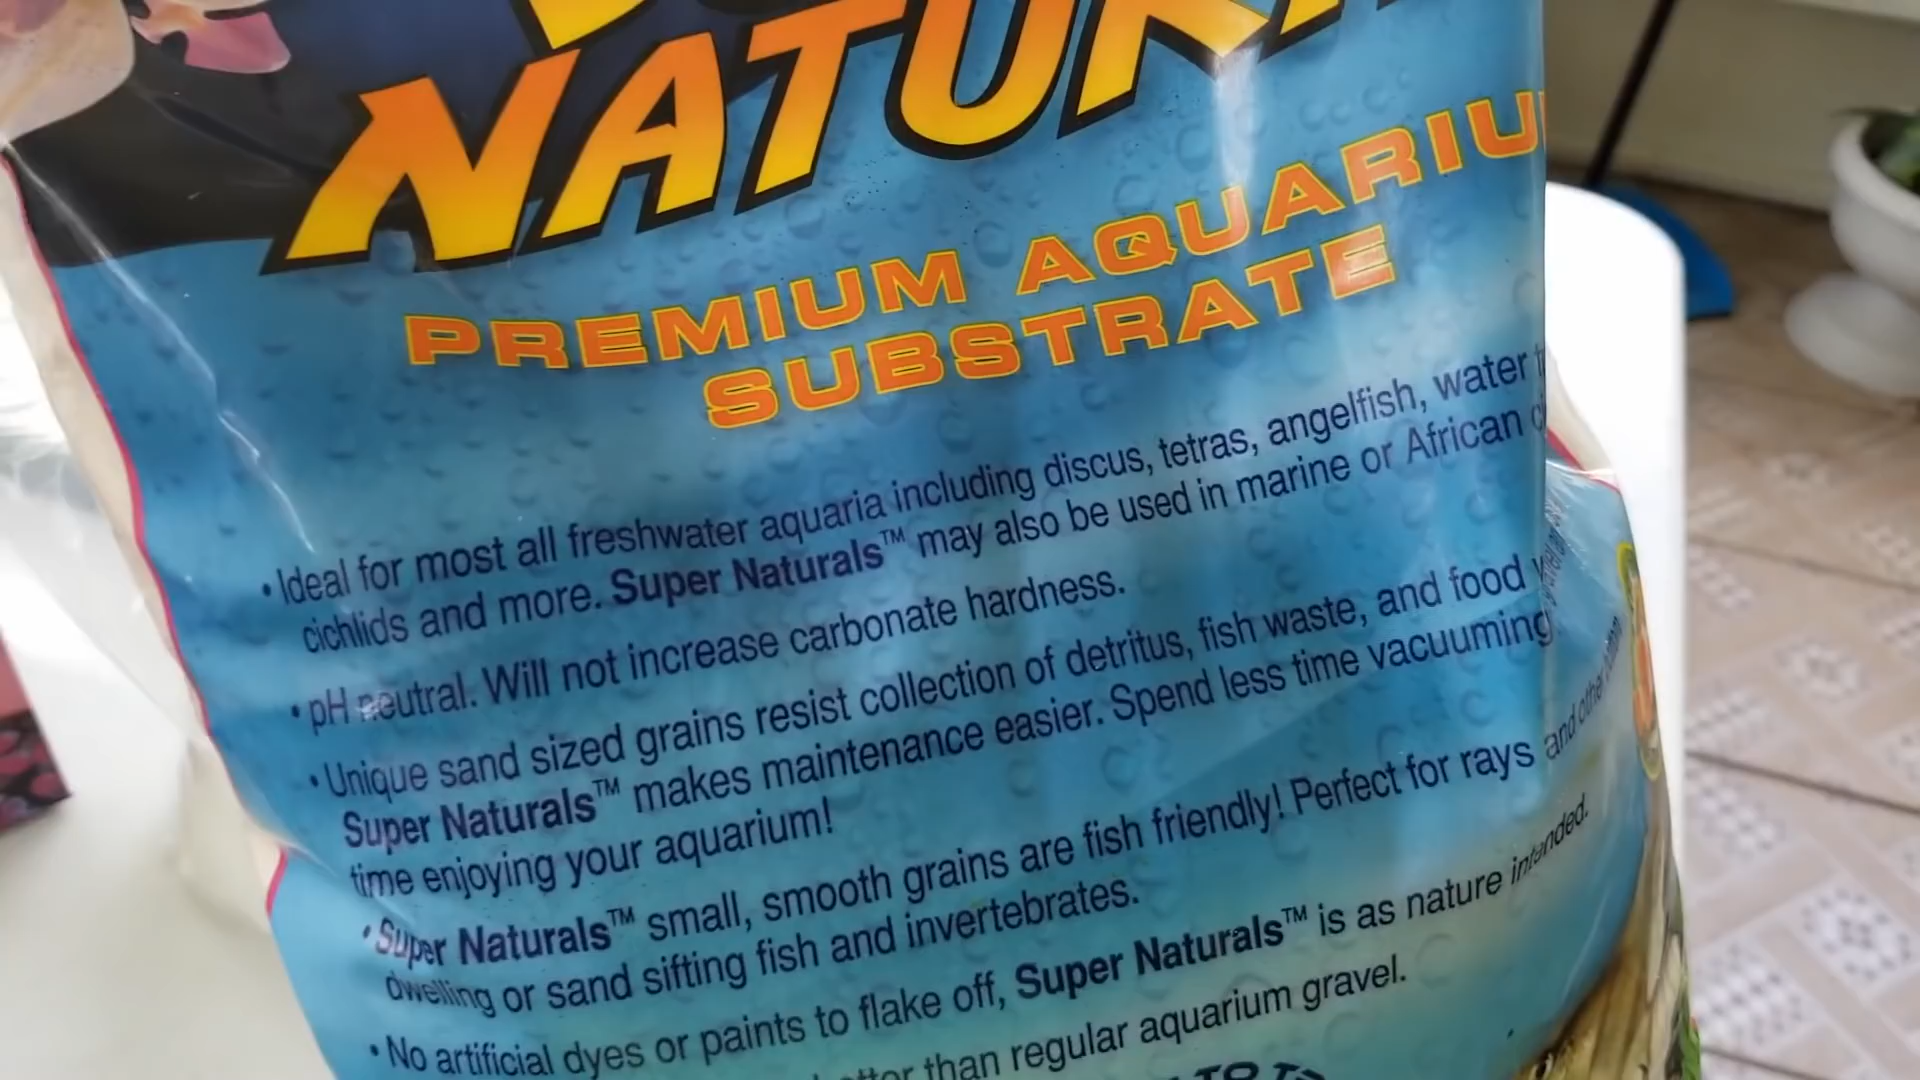 NATUR
PREMIUM AQUARIU
SUBSTRATE
• Ideal for most all freshwater aquaria including discus, tetras, angelfish, water
cichlids and more. Super Naturals™ may also be used in marine or African
• pH neutral. Will not increase carbonate hardness.
• Unique sand sized grains resist collection of detritus, fish waste, and food
Super Naturals™ makes maintenance easier. Spend less time vacuuming
time enjoying your aquarium!
• Super Naturals™ small, smooth grains are fish friendly! Perfect for rays and other
dwelling or sand sifting fish and invertebrates.
• No artificial dyes or paints to flake off, Super Naturals™ is as nature intended.
than regular aquarium gravel.